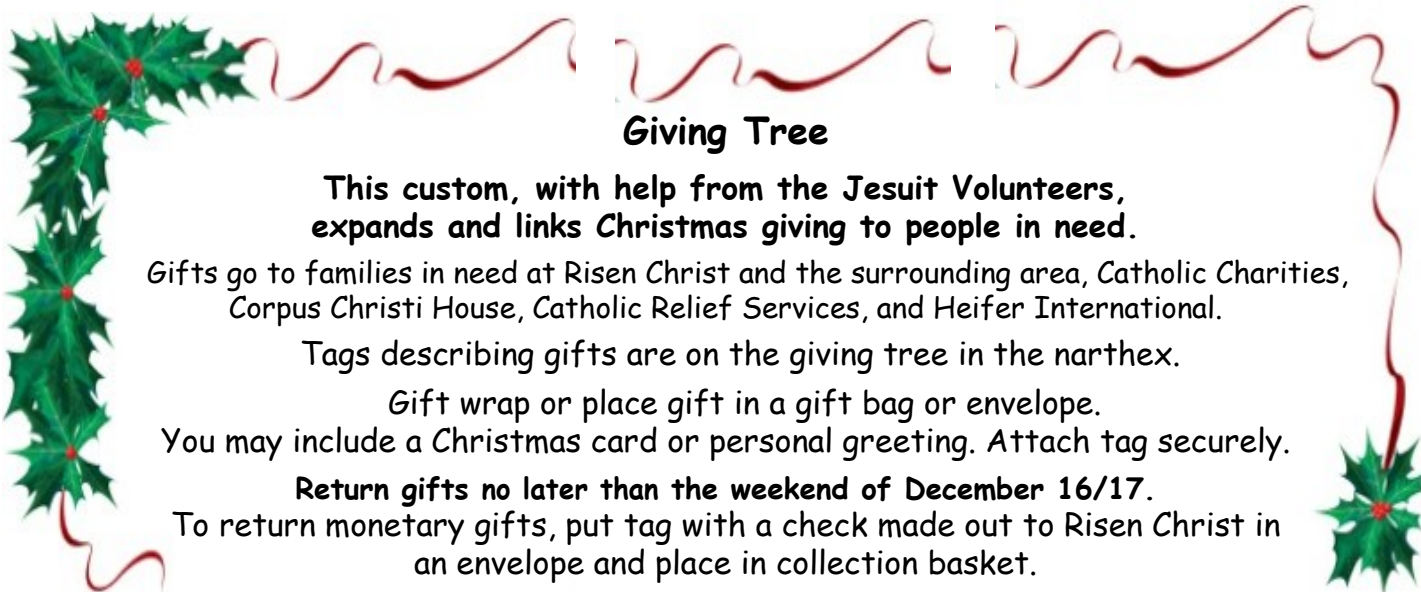 Giving Tree
This custom, with help from the Jesuit Volunteers,
expands and links Christmas giving to people in need.
Gifts go to families in need at Risen Christ and the surrounding area, Catholic Charities,
Corpus Christi House, Catholic Relief Services, and Heifer International.
Tags describing gifts are on the giving tree in the narthex.
Gift wrap or place gift in a gift bag or envelope.
You may include a Christmas card or personal greeting. Attach tag securely.
Return gifts no later than the weekend of December 16/17.
To return monetary gifts, put tag with a check made out to Risen Christ in
an envelope and place in collection basket.